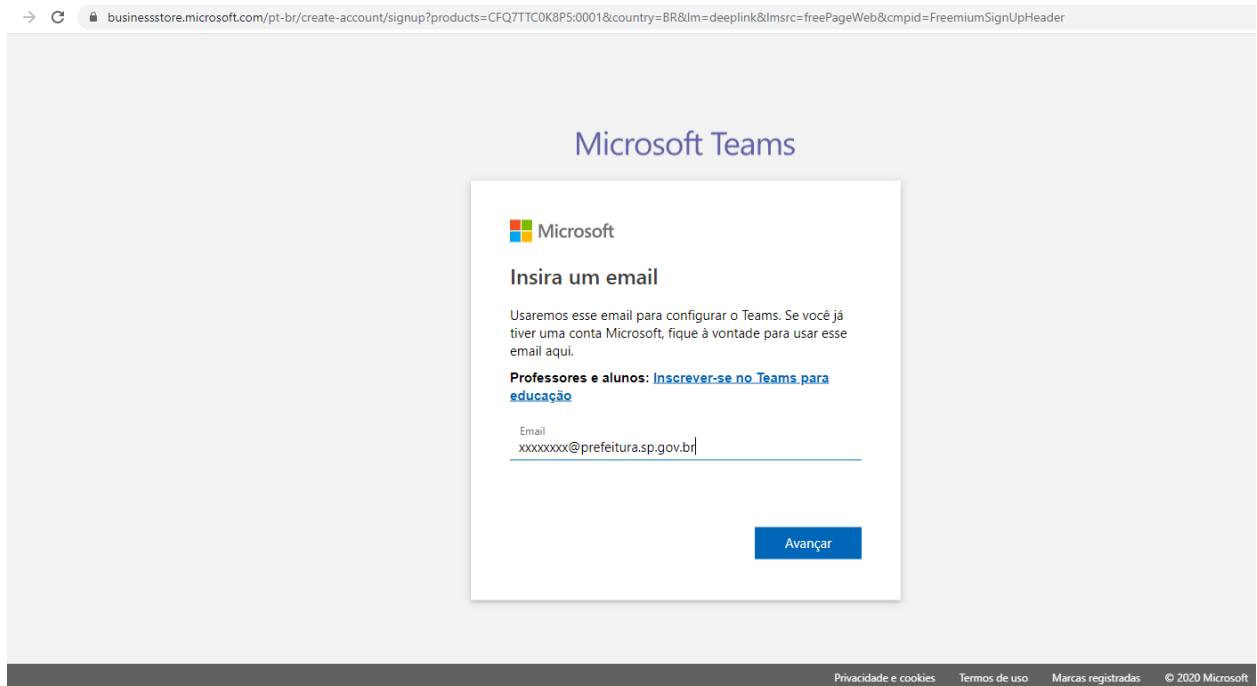 businessstore.microsoft.com/pt-br/create-account/signup?products=CFQ7TTC0K8P5:0001&country=BR&lm=deeplink&lmsrc=freePageWeb&cmpid=FreemiumSignUpHeader
Microsoft Teams
Microsoft
Insira um email
Usaremos esse email para configurar o Teams. Se você já
tiver uma conta Microsoft, fique à vontade para usar esse
email aqui.
Professores e alunos: Inscrever-se no Teams para
educação
Email
xxxxxxxx@prefeitura.sp.gov.br
Avançar
Privacidade e cookies Termos de uso Marcas registradas © 2020 Microsoft